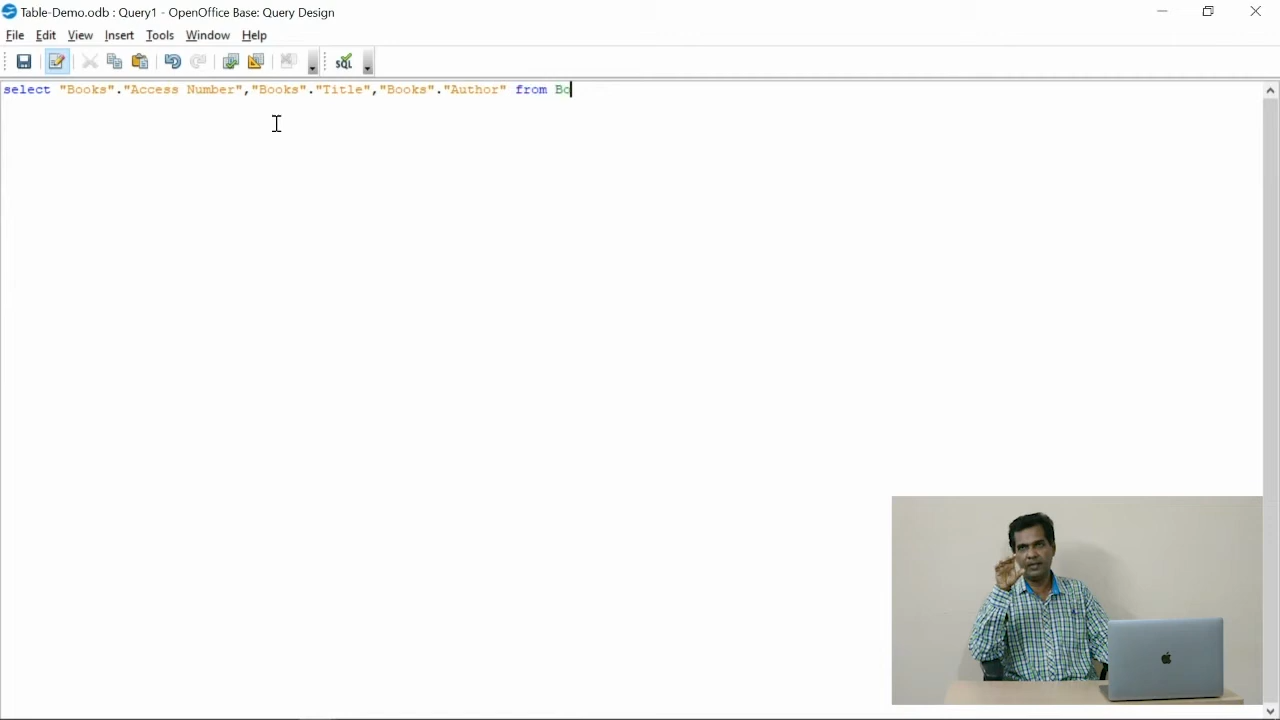 Table-Demo.odb : Query1 - OpenOffice Base: Query Design
File Edit View Insert Tools Window Help
SQL
select "Books"."Access Number","Books"."Title","Books"."Author" from Bo